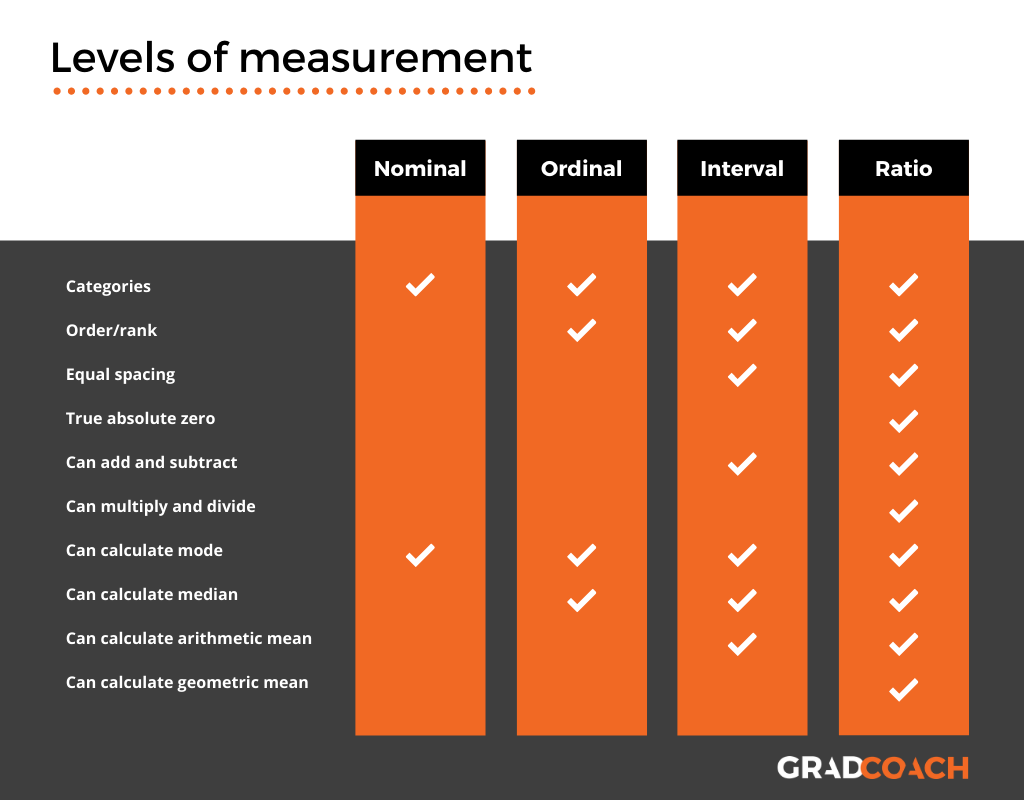 Levels of measurement
Nominal Ordinal Interval Ratio
Categories
Order/rank
Equal spacing
True absolute zero
Can add and subtract
Can multiply and divide
Can calculate mode
Can calculate median
Can calculate arithmetic mean
Can calculate geometric mean
GRADCOACH